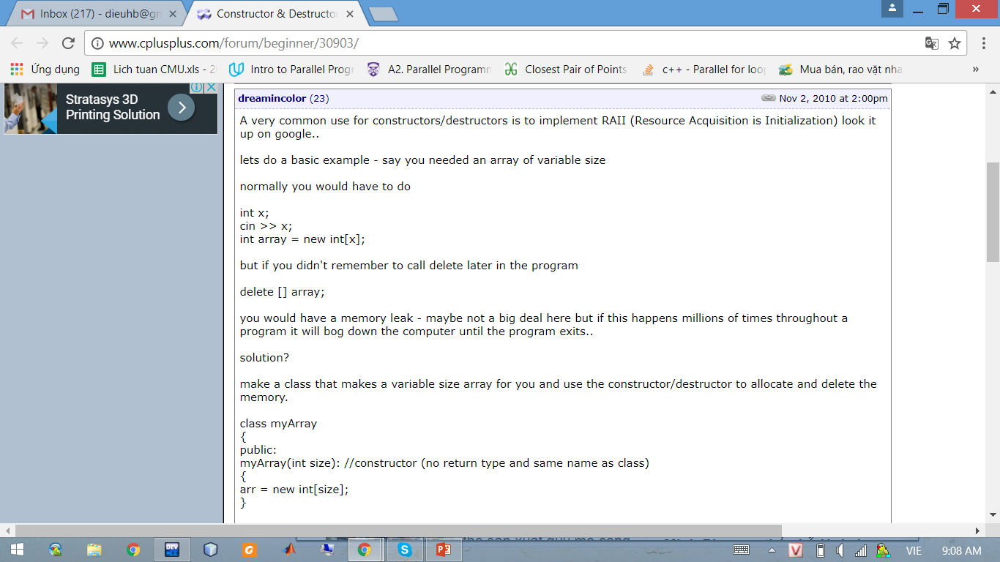 Inbox (217) - dieuhb@gn
Constructor & Destructor
www.cplusplus.com/forum/beginner/30903/
Ứng dụng
Lich tuan CMU.xls - 2
Intro to Parallel Progr
A2. Parallel Programm
Closest Pair of Points
c++ - Parallel for loop
Mua bán, rao vặt nha
»
Stratasys 3D
Printing Solution
dreamincolor (23)
Nov 2, 2010 at 2:00pm
A very common use for constructors/destructors is to implement RAII (Resource Acquisition is Initialization) look it
up on google..
lets do a basic example - say you needed an array of variable size
normally you would have to do
int x;
cin >> x;
int array = new int[x];
but if you didn't remember to call delete later in the program
delete [] array;
you would have a memory leak - maybe not a big deal here but if this happens millions of times throughout a
program it will bog down the computer until the program exits..
solution?
make a class that makes a variable size array for you and use the constructor/destructor to allocate and delete the
memory.
class myArray
{
public:
myArray(int size): //constructor (no return type and same name as class)
{
arr = new int[size];
}
DEV
VIE
9:08 AM